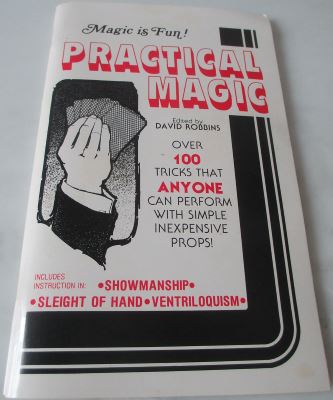 Magic is Fun!
PRACTICAL
MAGIC
Edited by
DAVID ROBBINS
OVER
100
TRICKS THAT
ANYONE
CAN PERFORM
WITH SIMPLE
INEXPENSIVE
PROPS!
INCLUDES
INSTRUCTION IN: •SHOWMANSHIP•
•SLEIGHT OF HAND•VENTRILOQUISM•